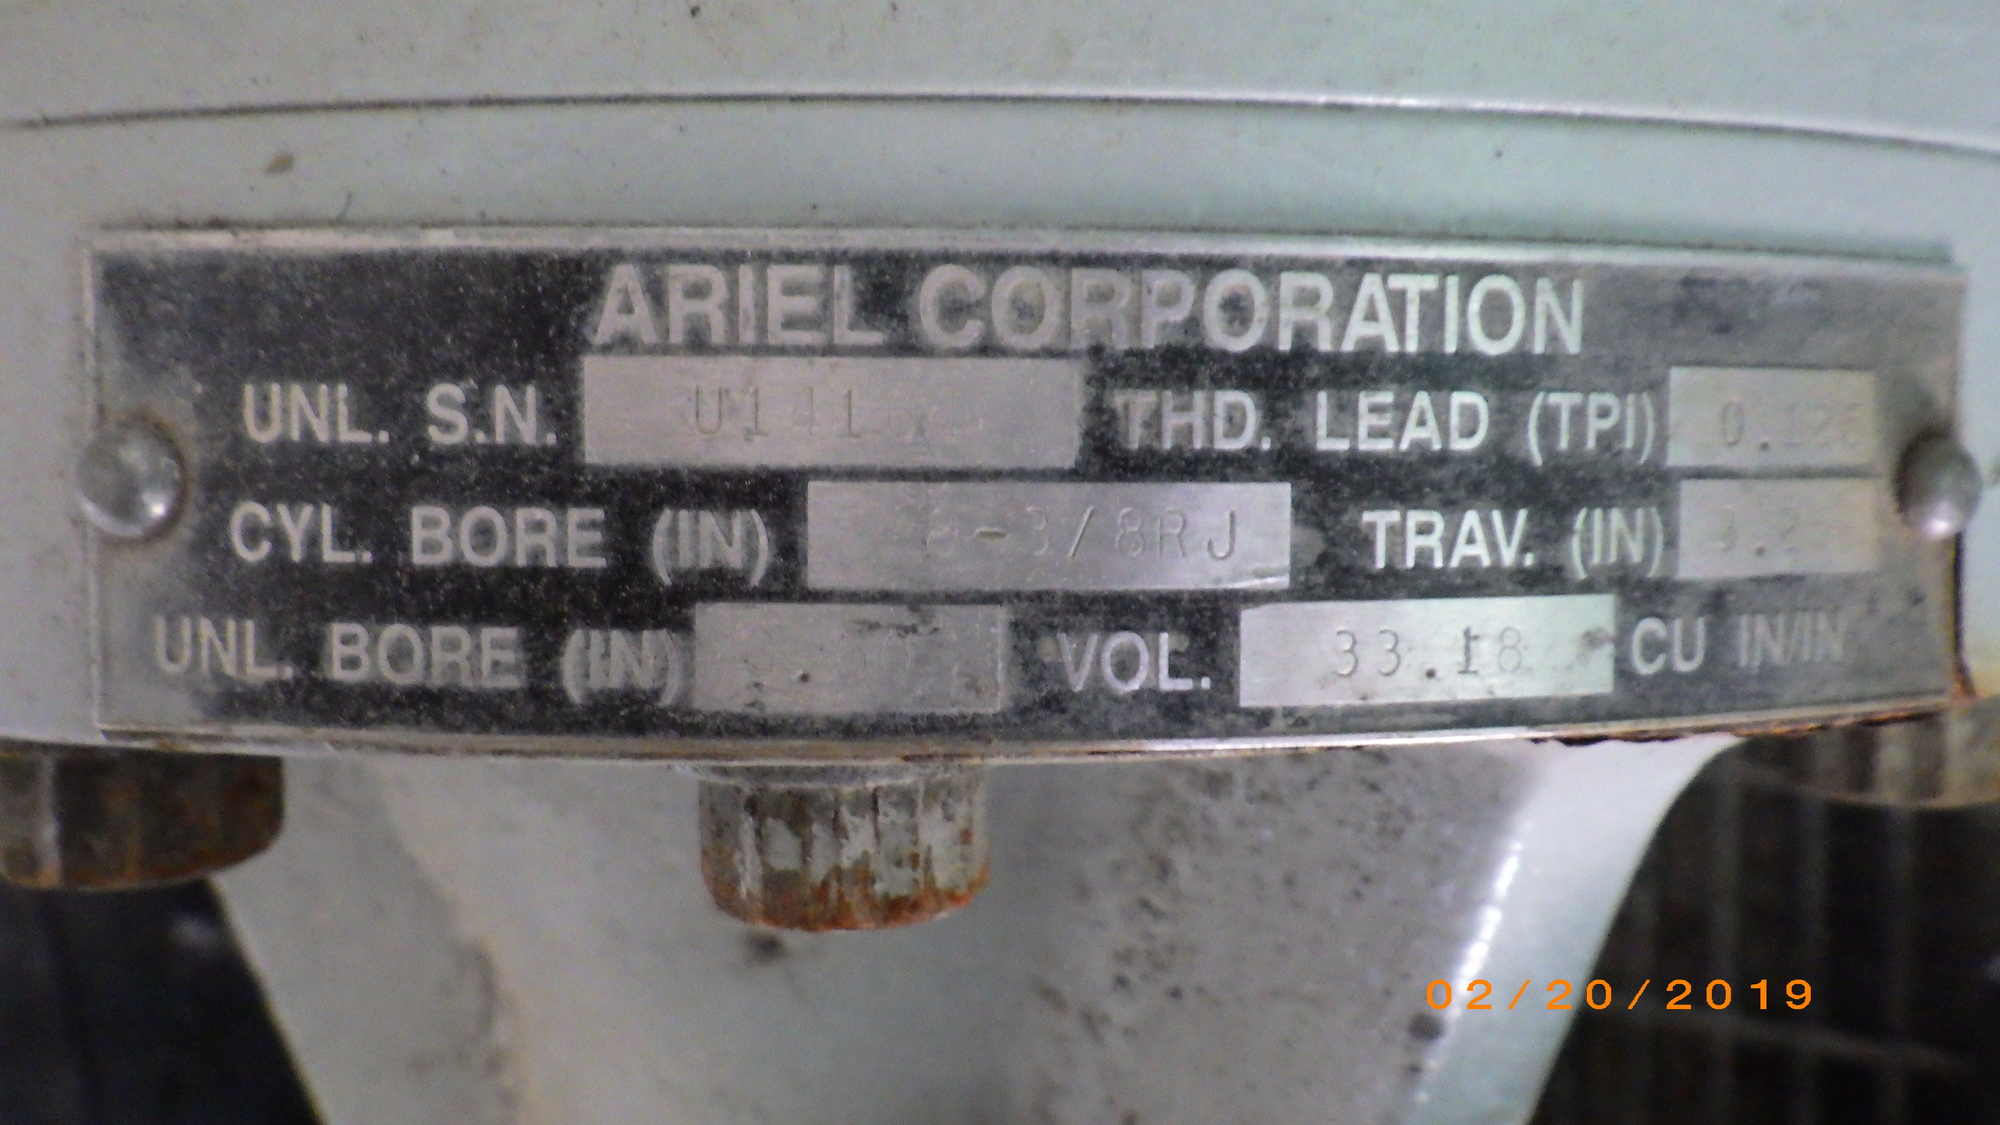 ARIEL CORPORATION
UNL. S.N. THD. LEAD (TPI)
CYL. BORE (IN) TRAV. (IN)
UNL. BORE (IN) VOL. 33.18 CU IN/IN
02/20/2019